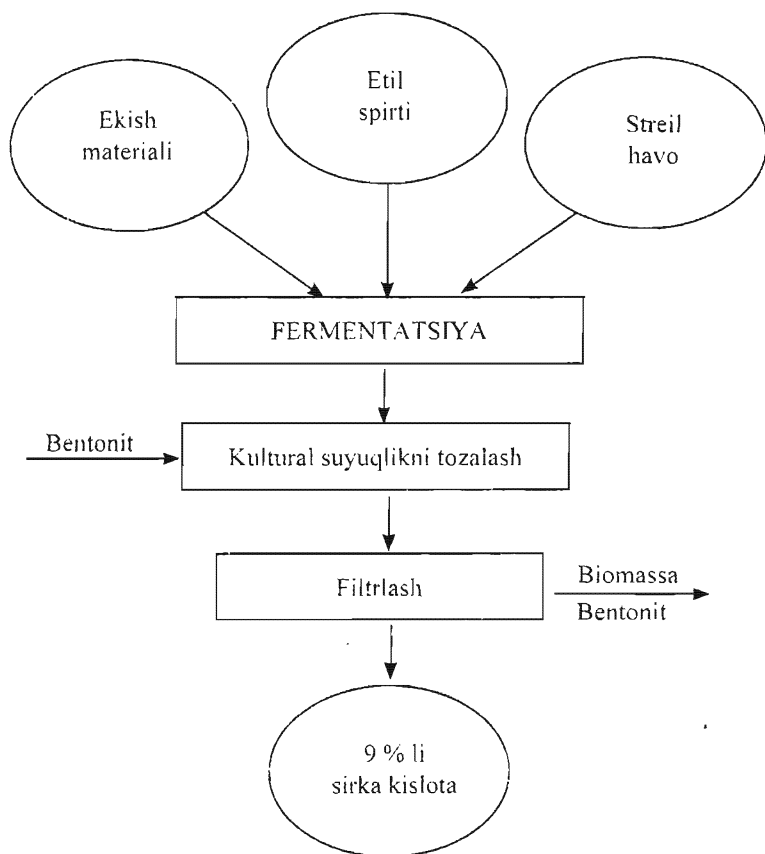 Ekish
materiali
Etil
spirti
Streil
havo
FERMENTATSIYA
Bentonit
Kultural suyuqlikni tozalash
Filtrlash
Biomassa
Bentonit
9 % li
sirka kislota